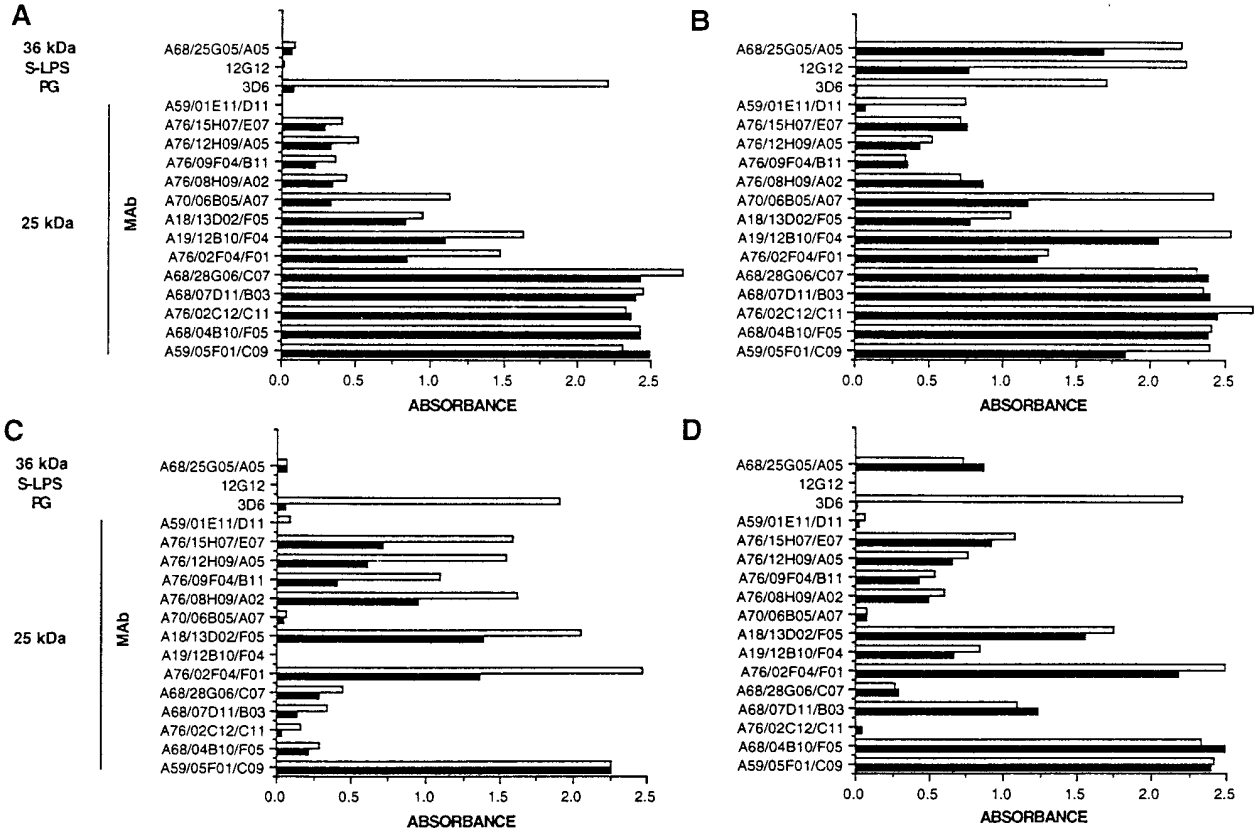 A
36 kDa
S-LPS
PG
25 kDa
MAb
A68/25G05/A05
12G12
3D6
A59/01E11/D11
A76/15H07/E07
A76/12H09/A05
A76/09F04/B11
A76/08H09/A02
A70/06B05/A07
A18/13D02/F05
A19/12B10/F04
A76/02F04/F01
A68/28G06/C07
A68/07D11/B03
A76/02C12/C11
A68/04B10/F05
A59/05F01/C09
0.0 0.5 1.0 1.5 2.0 2.5
ABSORBANCE
B
A68/25G05/A05
12G12
3D6
A59/01E11/D11
A76/15H07/E07
A76/12H09/A05
A76/09F04/B11
A76/08H09/A02
A70/06B05/A07
A18/13D02/F05
A19/12B10/F04
A76/02F04/F01
A68/28G06/C07
A68/07D11/B03
A76/02C12/C11
A68/04B10/F05
A59/05F01/C09
0.0 0.5 1.0 1.5 2.0 2.5
ABSORBANCE
C
36 kDa
S-LPS
PG
25 kDa
MAb
A68/25G05/A05
12G12
3D6
A59/01E11/D11
A76/15H07/E07
A76/12H09/A05
A76/09F04/B11
A76/08H09/A02
A70/06B05/A07
A18/13D02/F05
A19/12B10/F04
A76/02F04/F01
A68/28G06/C07
A68/07D11/B03
A76/02C12/C11
A68/04B10/F05
A59/05F01/C09
0.0 0.5 1.0 1.5 2.0 2.5
ABSORBANCE
D
A68/25G05/A05
12G12
3D6
A59/01E11/D11
A76/15H07/E07
A76/12H09/A05
A76/09F04/B11
A76/08H09/A02
A70/06B05/A07
A18/13D02/F05
A19/12B10/F04
A76/02F04/F01
A68/28G06/C07
A68/07D11/B03
A76/02C12/C11
A68/04B10/F05
A59/05F01/C09
0.0 0.5 1.0 1.5 2.0 2.5
ABSORBANCE